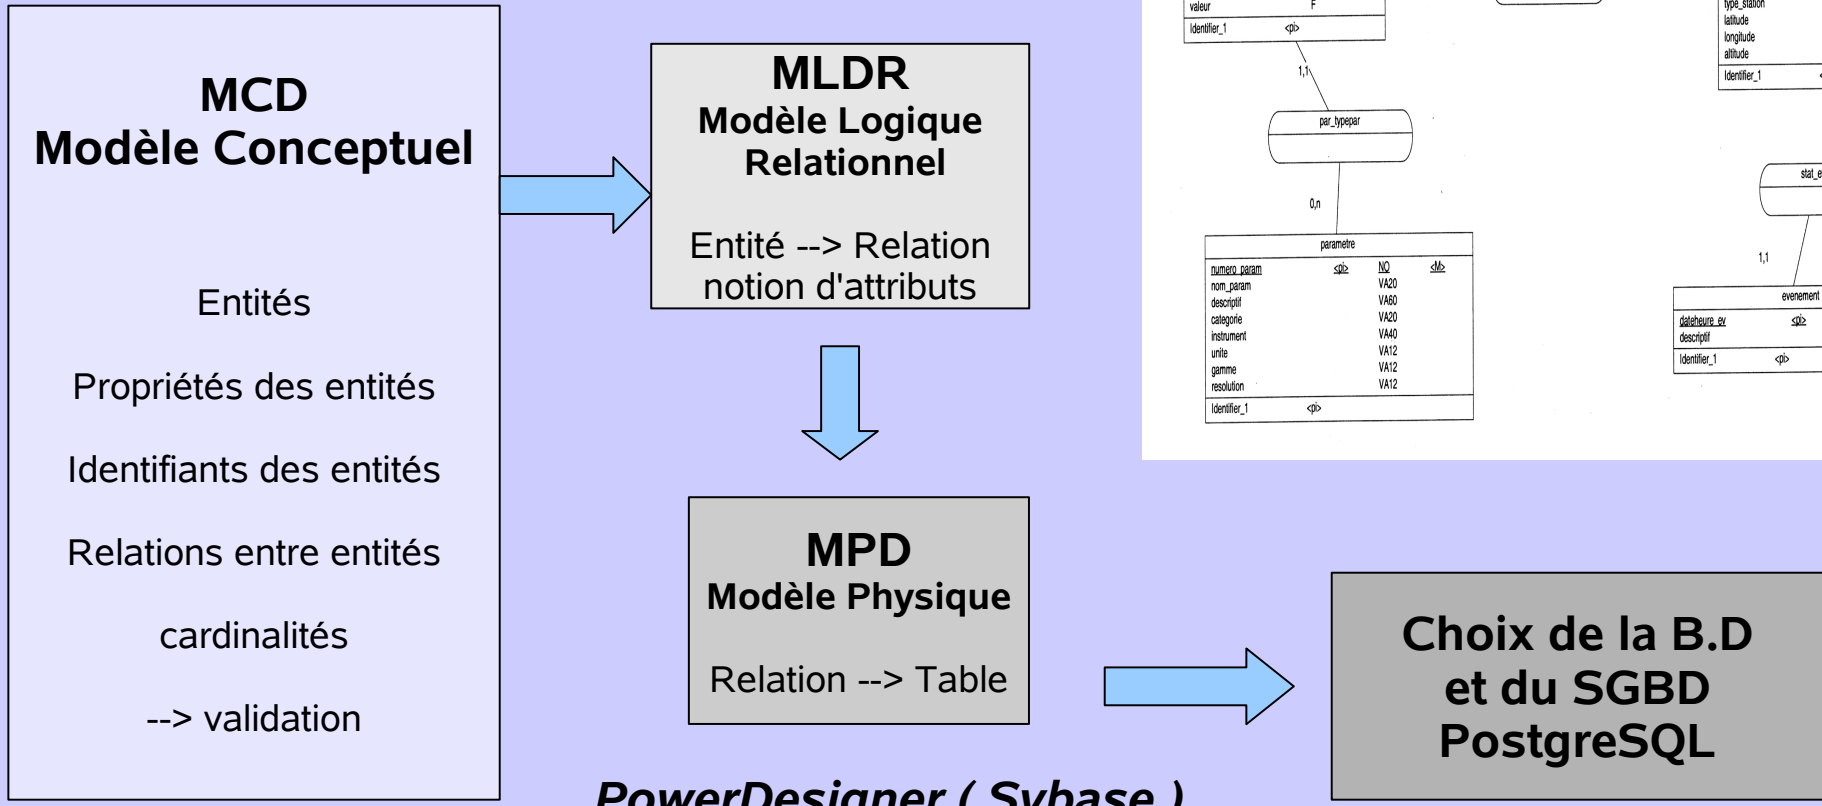 MCD
Modèle Conceptuel
Entités
Propriétés des entités
Identifiants des entités
Relations entre entités
cardinalités
--> validation
MLDR
Modèle Logique
Relationnel
Entité --> Relation
notion d'attributs
MPD
Modèle Physique
Relation --> Table
PowerDesigner ( Sybase )
Choix de la B.D
et du SGBD
PostgreSQL
valeur F
Identifier_1 <pi>
1,1
par_typepar
0,n
parametre
numero_param <pi> NO <M>
nom_param VA20
descriptif VA60
categorie VA20
instrument VA40
unite VA12
gamme VA12
resolution VA12
Identifier_1 <pi>
type_station
latitude
longitude
altitude
Identifier_1
stat_e
1,1
evenement
dateheure_ev <pi>
descriptif
Identifier_1 <pi>